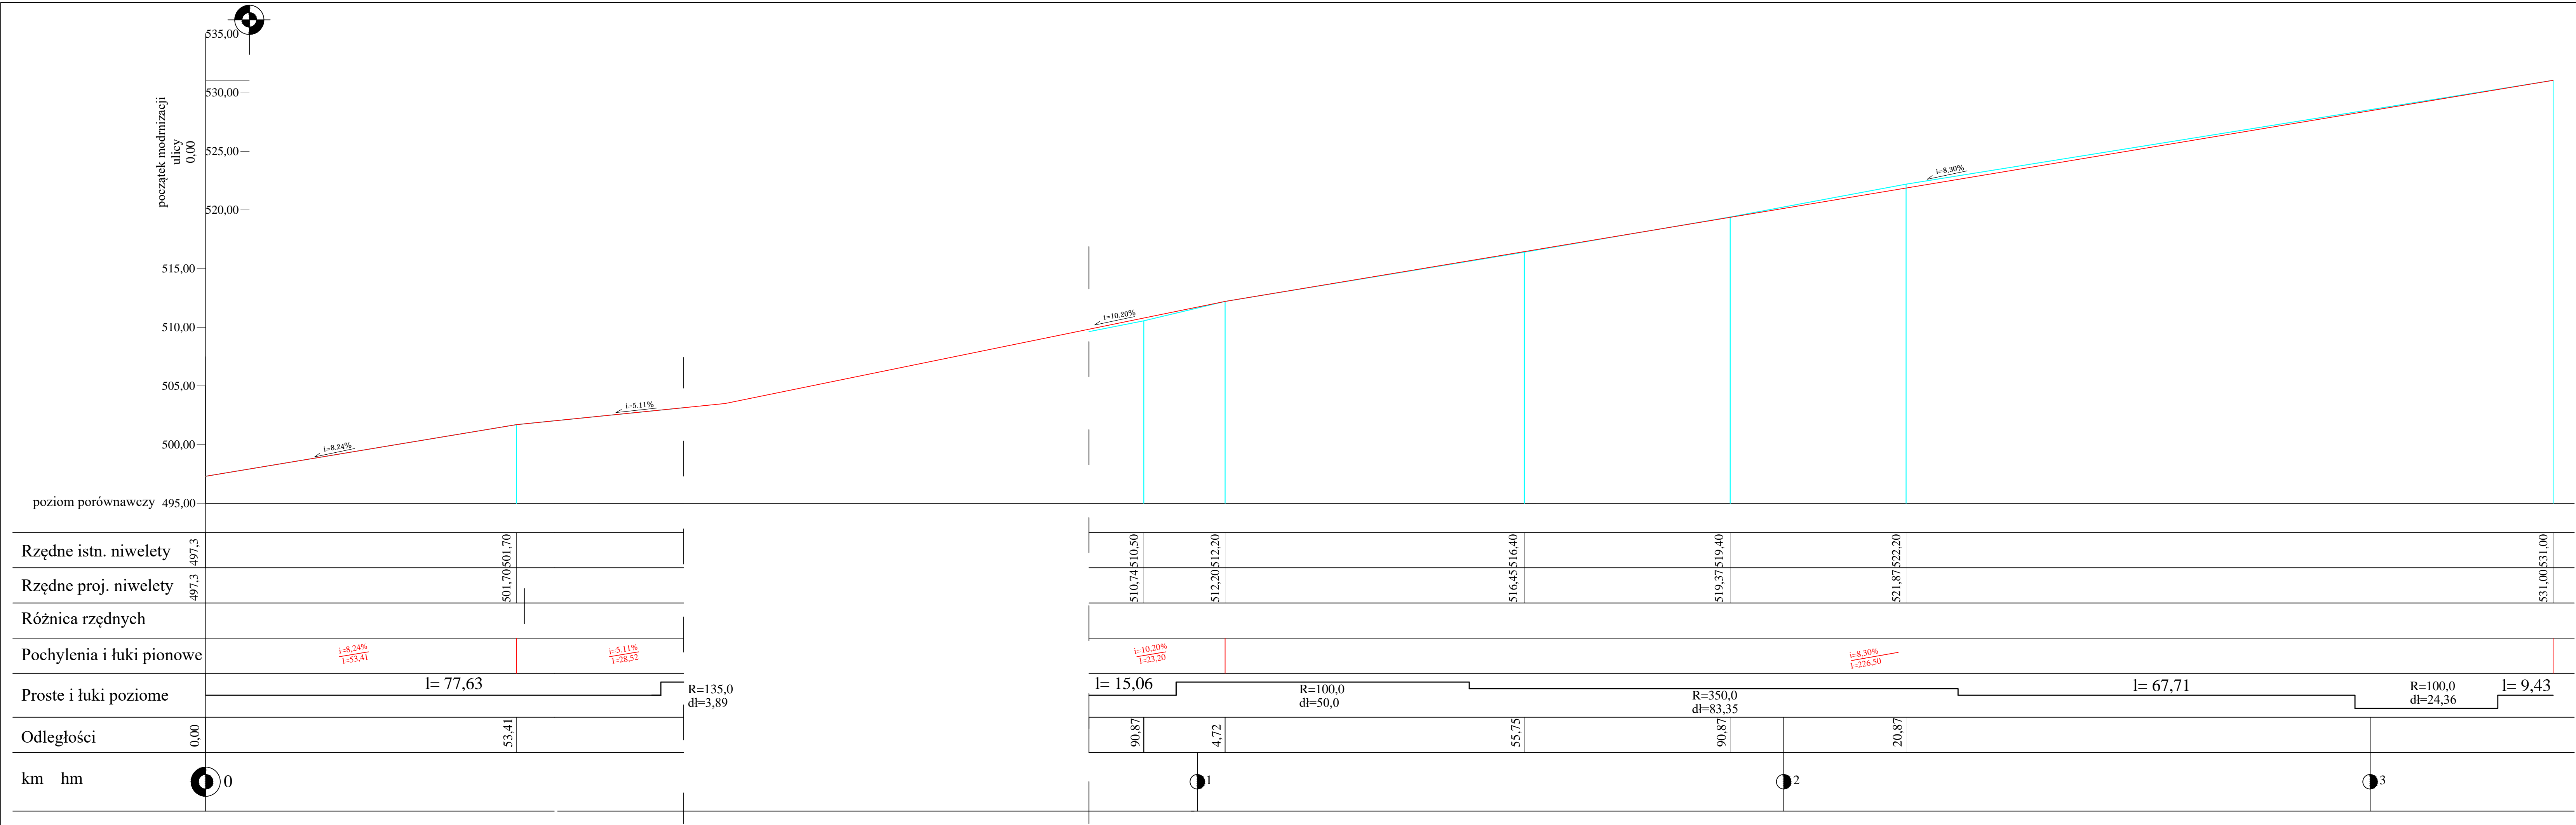 535,00
530,00
525,00
520,00
515,00
510,00
505,00
500,00
poziom porównawczy 495,00
początek modrnizacji
ulicy
0,00
i=8.24%
i=5.11%
i=10,20%
i=8,30%
Rzędne istn. niwelety 497,3 501,70 510,50 512,20 516,40 519,40 522,20 531,00
Rzędne proj. niwelety 497,3 501,70 510,74 512,20 516,45 519,37 521,87 531,00
Różnica rzędnych
Pochylenia i łuki pionowe
i=8,24%
l=53,41
i=5.11%
l=28,52
i=10,20%
l=23,20
i=8,30%
l=226,50
Proste i łuki poziome
l= 77,63
R=135,0
dł=3,89
l= 15,06
R=100,0
dł=50,0
R=350,0
dł=83,35
l= 67,71
R=100,0
dł=24,36
l= 9,43
Odległości 0,00 53,41 90,87 4,72 55,75 90,87 20,87
km hm 0 1 2 3